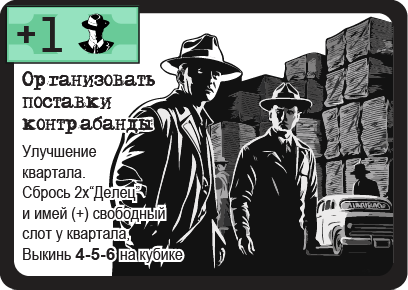 +1
Организовать
поставки
контрабанды
Улучшение
квартала.
Сбрось 2х“Делец”
и имей (+) свободный
слот у квартала,
Выкинь 4-5-6 на кубике